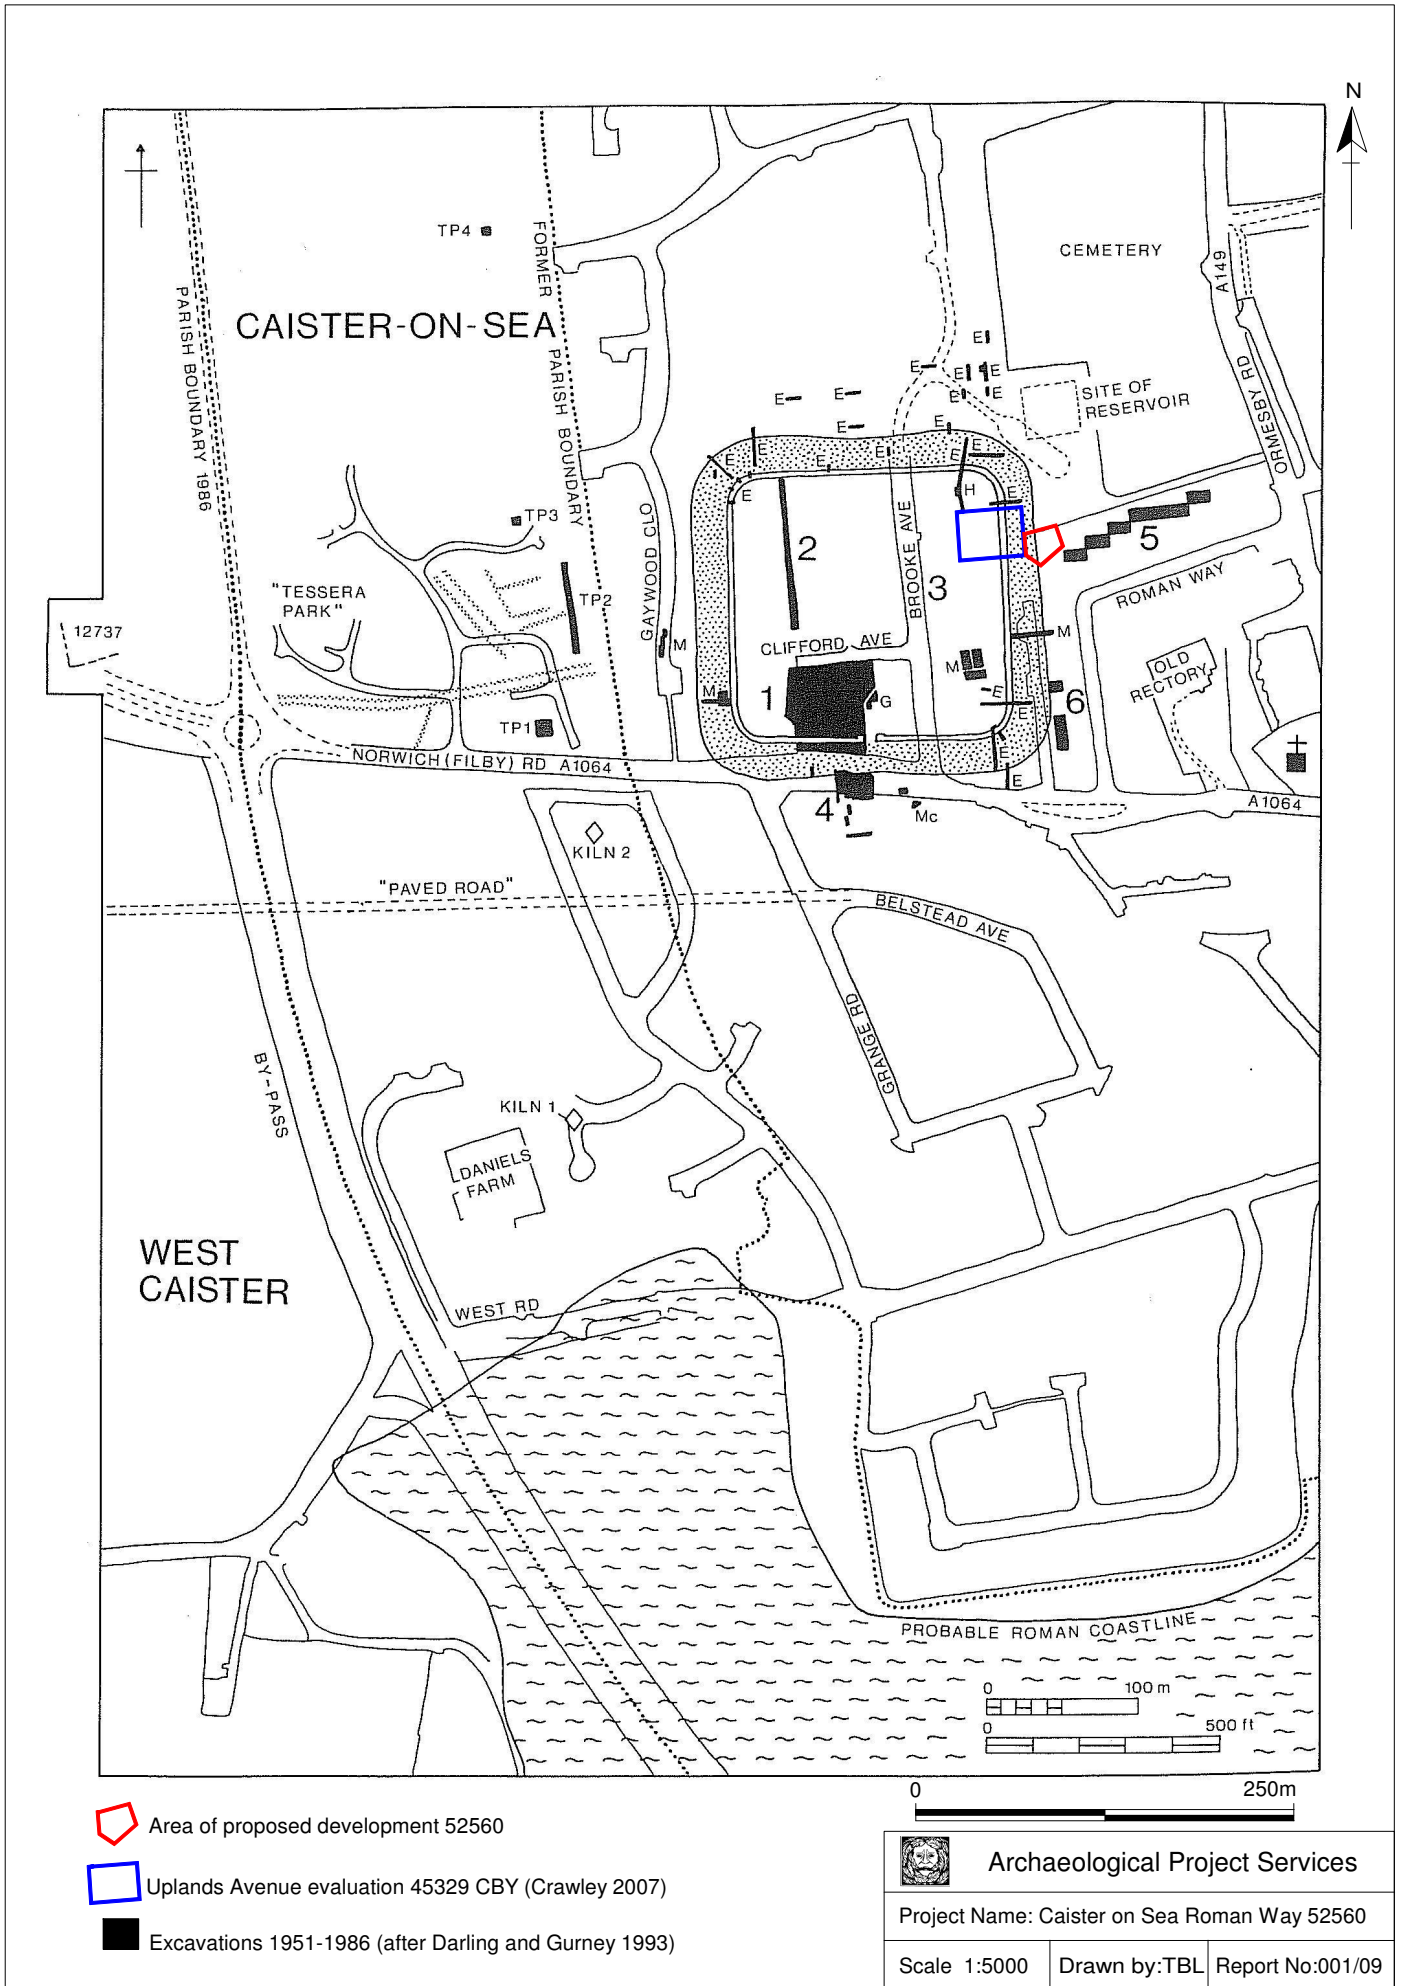 N
TP4
FORMER PARISH BOUNDARY
CEMETERY
A149
PARISH BOUNDARY 1986
CAISTER-ON-SEA
E
E
E
E
E
E
E
E
E
SITE OF
RESERVOIR
ORMESBY RD
E
E
E
E
E
E
E
E
H
E
TP3
GAYWOOD CLO
2
BROOKE AVE
5
"TESSERA
PARK"
TP2
3
ROMAN WAY
12737
M
CLIFFORD AVE
M
M
OLD
RECTORY
M
1
G
E
E
6
TP1
NORWICH (FILBY) RD A1064
E
E
4
Mc
A1064
KILN 2
"PAVED ROAD"
BELSTEAD AVE
GRANGE RD
BY-PASS
KILN 1
DANIELS
FARM
WEST
CAISTER
WEST RD
PROBABLE ROMAN COASTLINE
0 100 m
0 500 ft
0 250m
Area of proposed development 52560
Uplands Avenue evaluation 45329 CBY (Crawley 2007)
Excavations 1951-1986 (after Darling and Gurney 1993)
Archaeological Project Services
Project Name: Caister on Sea Roman Way 52560
Scale 1:5000 Drawn by:TBL Report No:001/09